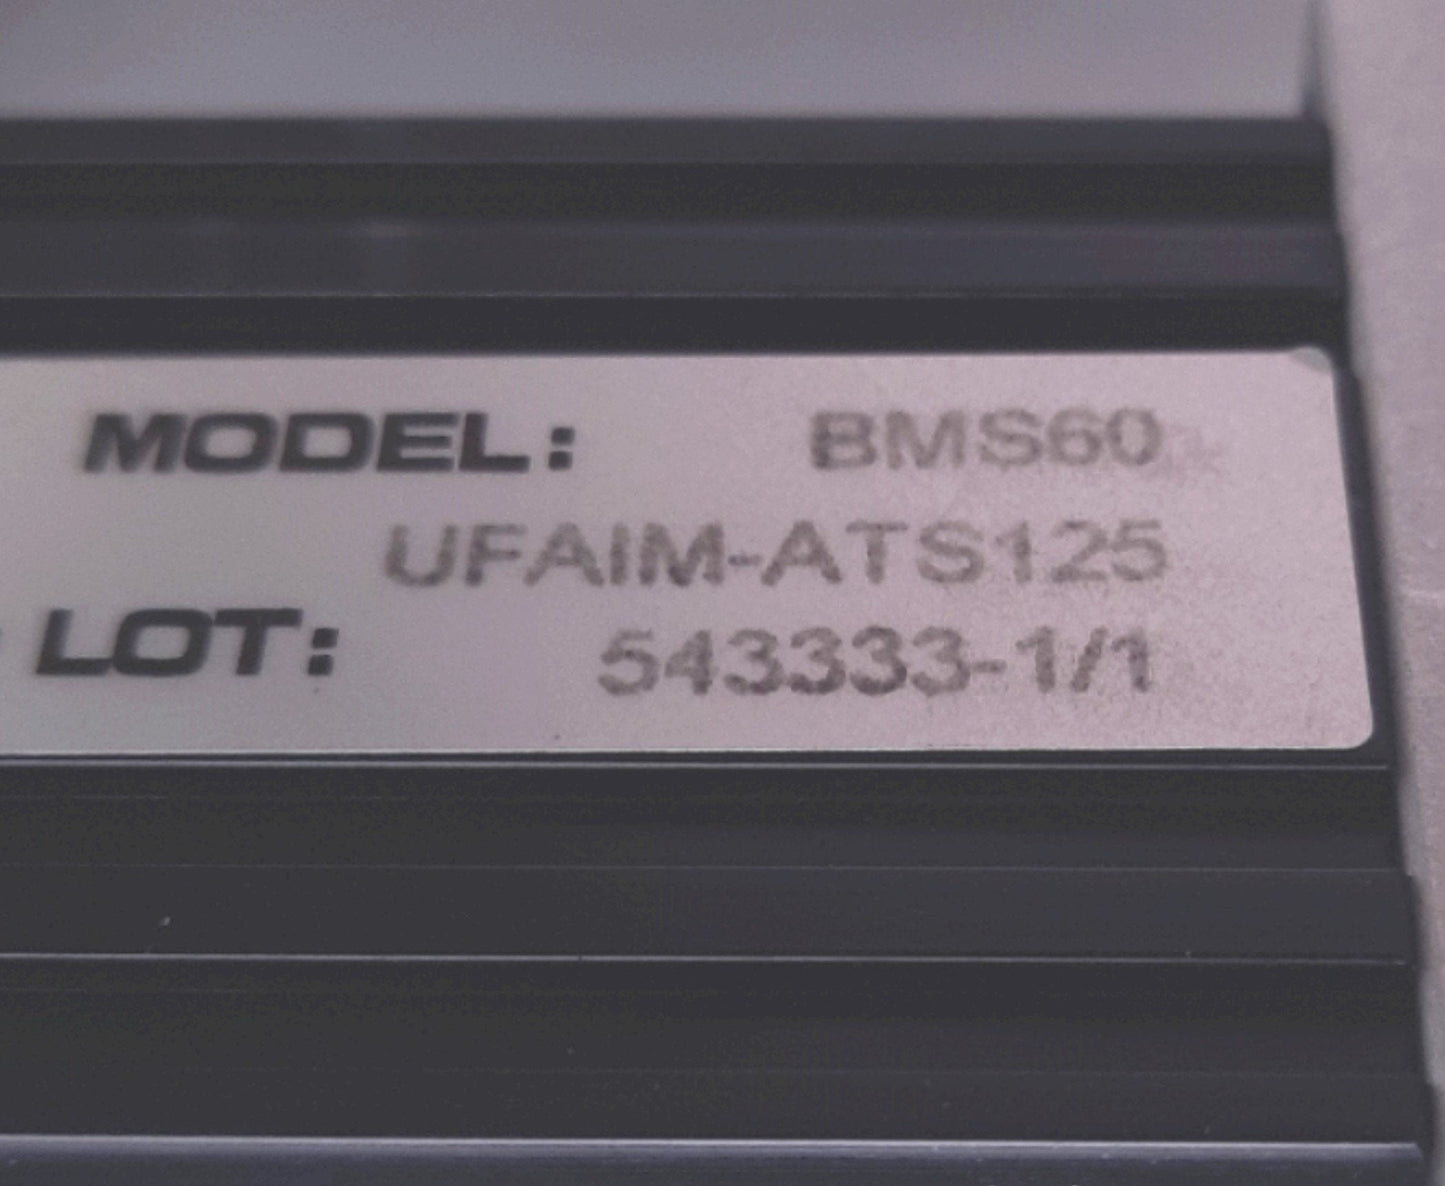 MODEL: BMS60
UFAIM-ATS125
LOT: 543333-1/1